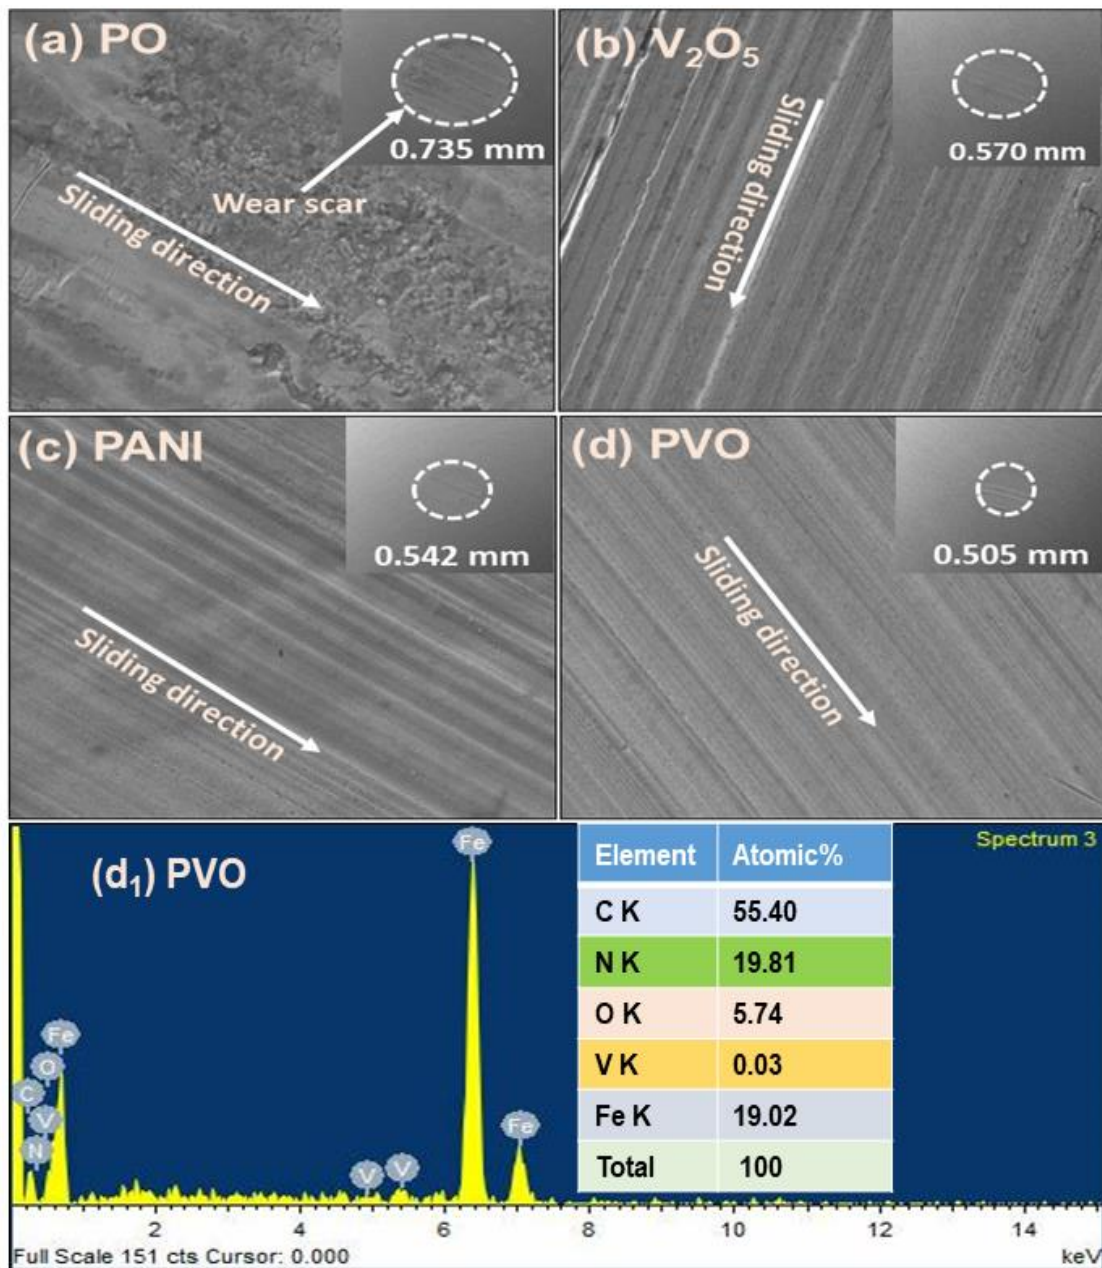 (a) PO
0.735 mm
Wear scar
Sliding direction
(b) V₂O₅
0.570 mm
Sliding direction
(c) PANI
0.542 mm
Sliding direction
(d) PVO
0.505 mm
Sliding direction
(d₁) PVO
Spectrum 3
Element Atomic%
C K 55.40
N K 19.81
O K 5.74
V K 0.03
Fe K 19.02
Total 100
Fe
Fe
O
C
V
N
V
V
Fe
2 4 6 8 10 12 14
Full Scale 151 cts Cursor: 0.000 keV